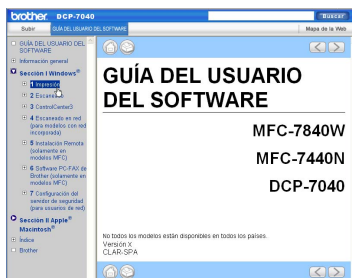 brother. DCP-7040
Buscar
Subir
GUÍA DEL USUARIO DEL SOFTWARE
Mapa de la Web
GUÍA DEL USUARIO DEL
SOFTWARE
Información general
Sección I Windows®
1 Impresión
2 Escaneado
3 ControlCenter3
4 Escaneado en red
(para modelos con red
incorporada)
5 Instalación Remota
(solamente en
modelos MFC)
6 Software PC-FAX de
Brother (solamente en
modelos MFC)
7 Configuración del
servidor de seguridad
(para usuarios de red)
Sección II Apple®
Macintosh®
Índice
Brother
GUÍA DEL USUARIO
DEL SOFTWARE
MFC-7840W
MFC-7440N
DCP-7040
No todos los modelos están disponibles en todos los países.
Versión X
CLAR-SPA